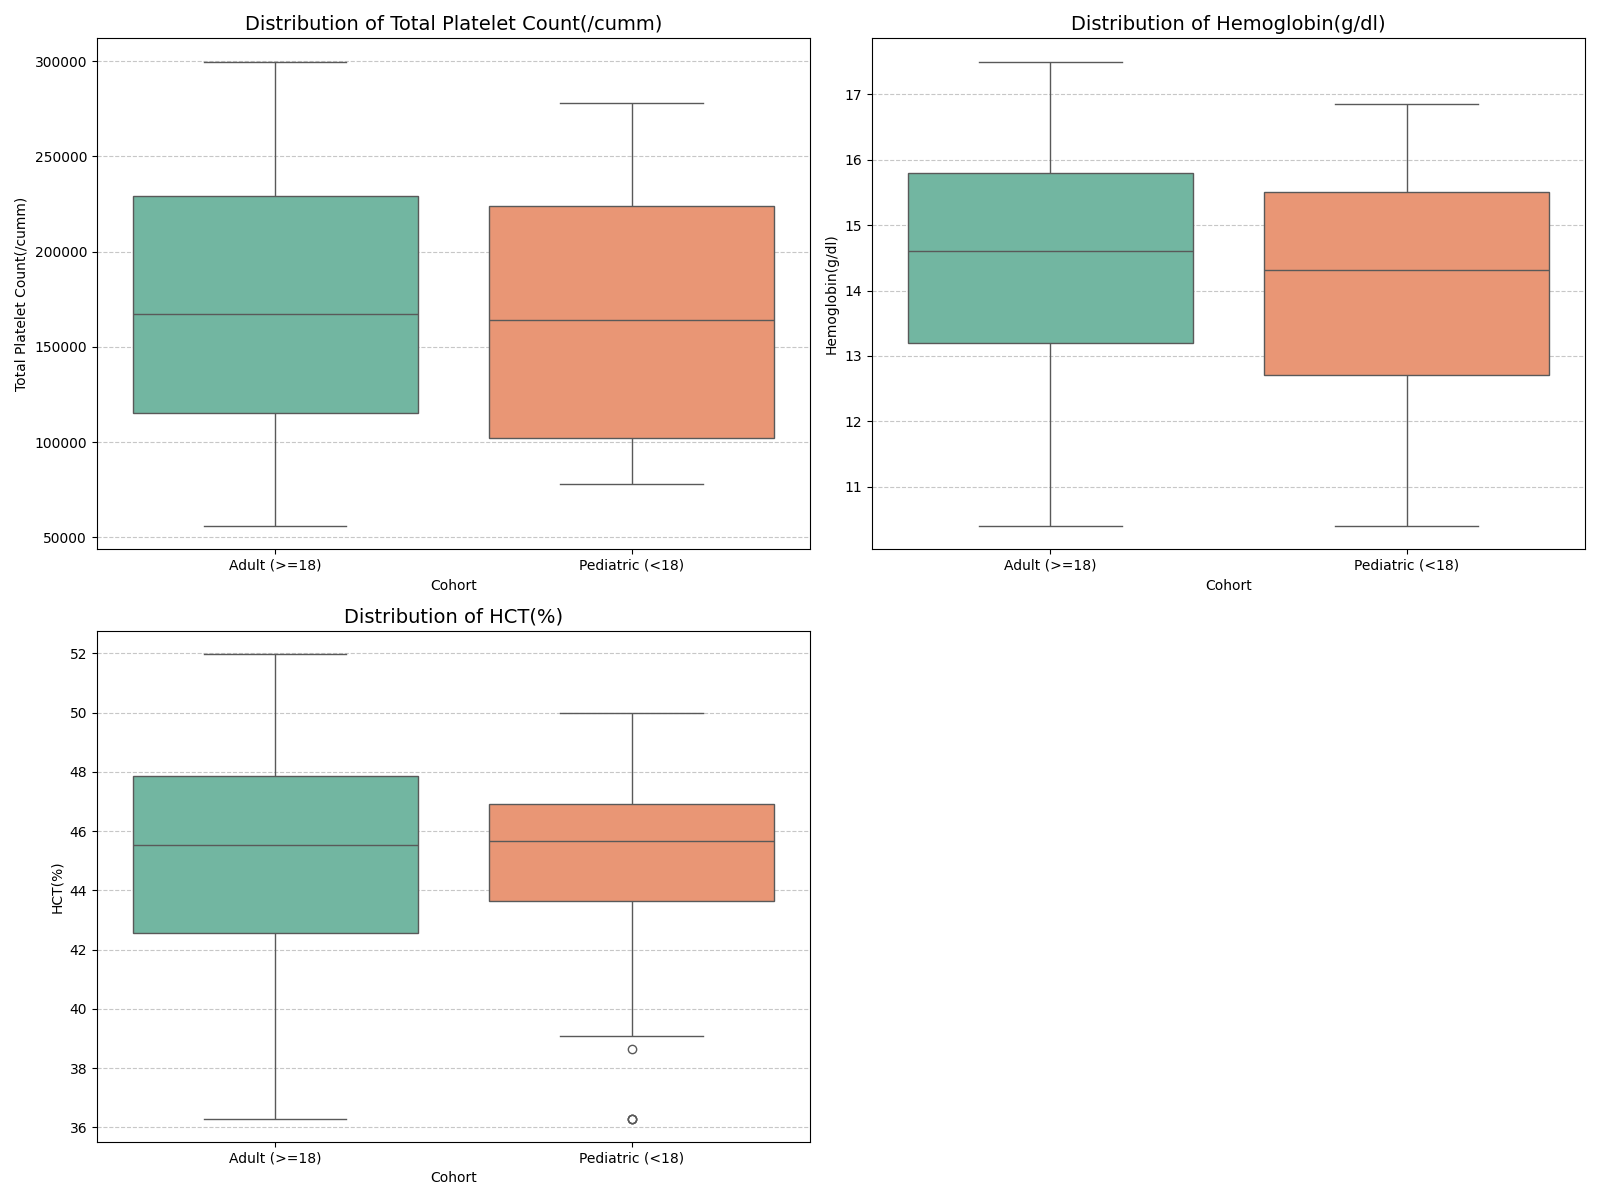 Distribution of Total Platelet Count(/cumm)
300000
250000
200000
150000
100000
50000
Total Platelet Count(/cumm)
Adult (>=18)
Pediatric (<18)
Cohort
Distribution of Hemoglobin(g/dl)
17
16
15
14
13
12
11
Hemoglobin(g/dl)
Adult (>=18)
Pediatric (<18)
Cohort
Distribution of HCT(%)
52
50
48
46
44
42
40
38
36
HCT(%)
Adult (>=18)
Pediatric (<18)
Cohort